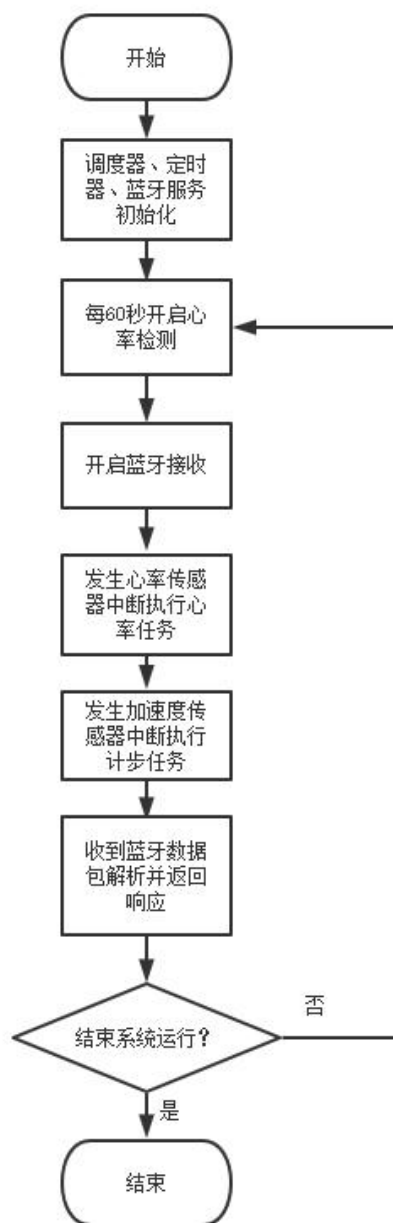 开始
调度器、定时
器、蓝牙服务
初始化
每60秒开启心
率检测
开启蓝牙接收
发生心率传感
器中断执行心
率任务
发生加速度传
感器中断执行
计步任务
收到蓝牙数据
包解析并返回
响应
否
结束系统运行？
是
结束